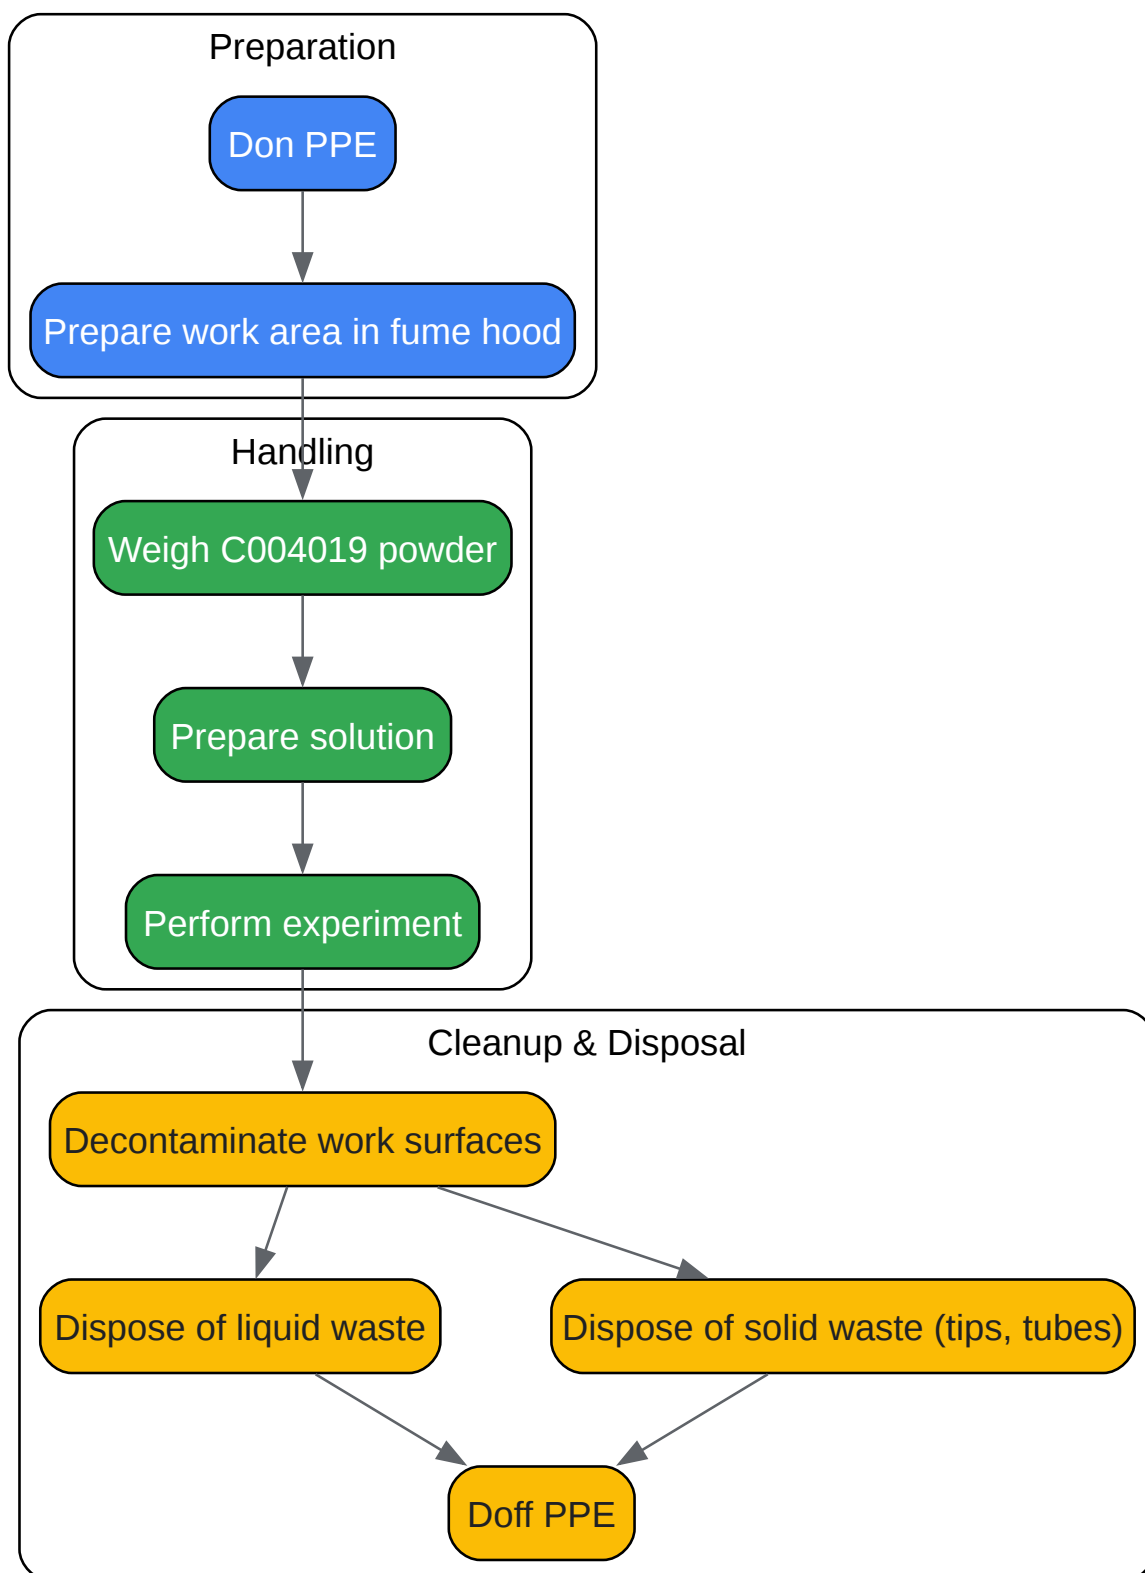 Preparation
Don PPE
Prepare work area in fume hood
Handling
Weigh C004019 powder
Prepare solution
Perform experiment
Cleanup & Disposal
Decontaminate work surfaces
Dispose of liquid waste
Dispose of solid waste (tips, tubes)
Doff PPE